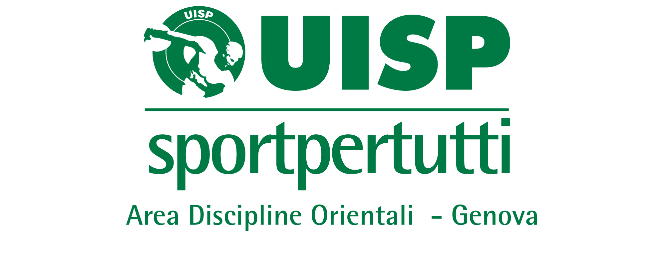 UISP
UISP
sportpertutti
Area Discipline Orientali - Genova